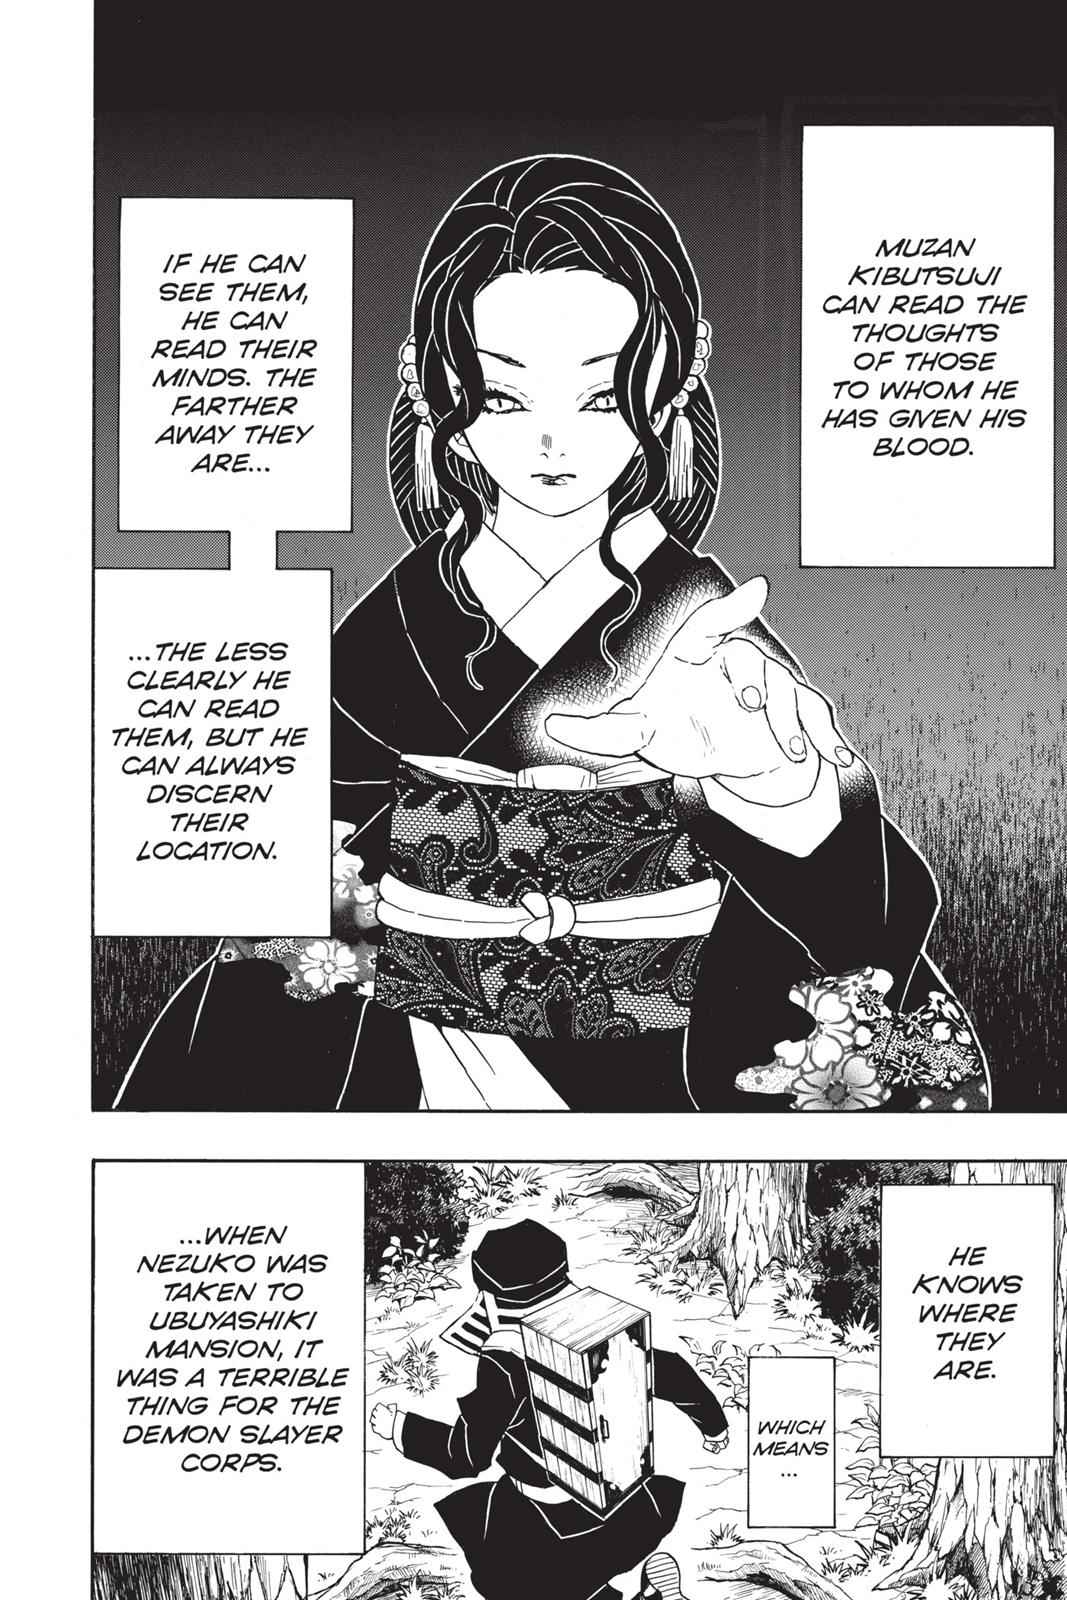 MUZAN
KIBUTSUJI
CAN READ THE
THOUGHTS
OF THOSE
TO WHOM HE
HAS GIVEN HIS
BLOOD.
IF HE CAN
SEE THEM,
HE CAN
READ THEIR
MINDS. THE
FARTHER
AWAY THEY
ARE...
...THE LESS
CLEARLY HE
CAN READ
THEM, BUT HE
CAN ALWAYS
DISCERN
THEIR
LOCATION.
HE
KNOWS
WHERE
THEY
ARE.
WHICH
MEANS
...
...WHEN
NEZUKO WAS
TAKEN TO
UBUYASHIKI
MANSION, IT
WAS A TERRIBLE
THING FOR THE
DEMON SLAYER
CORPS.